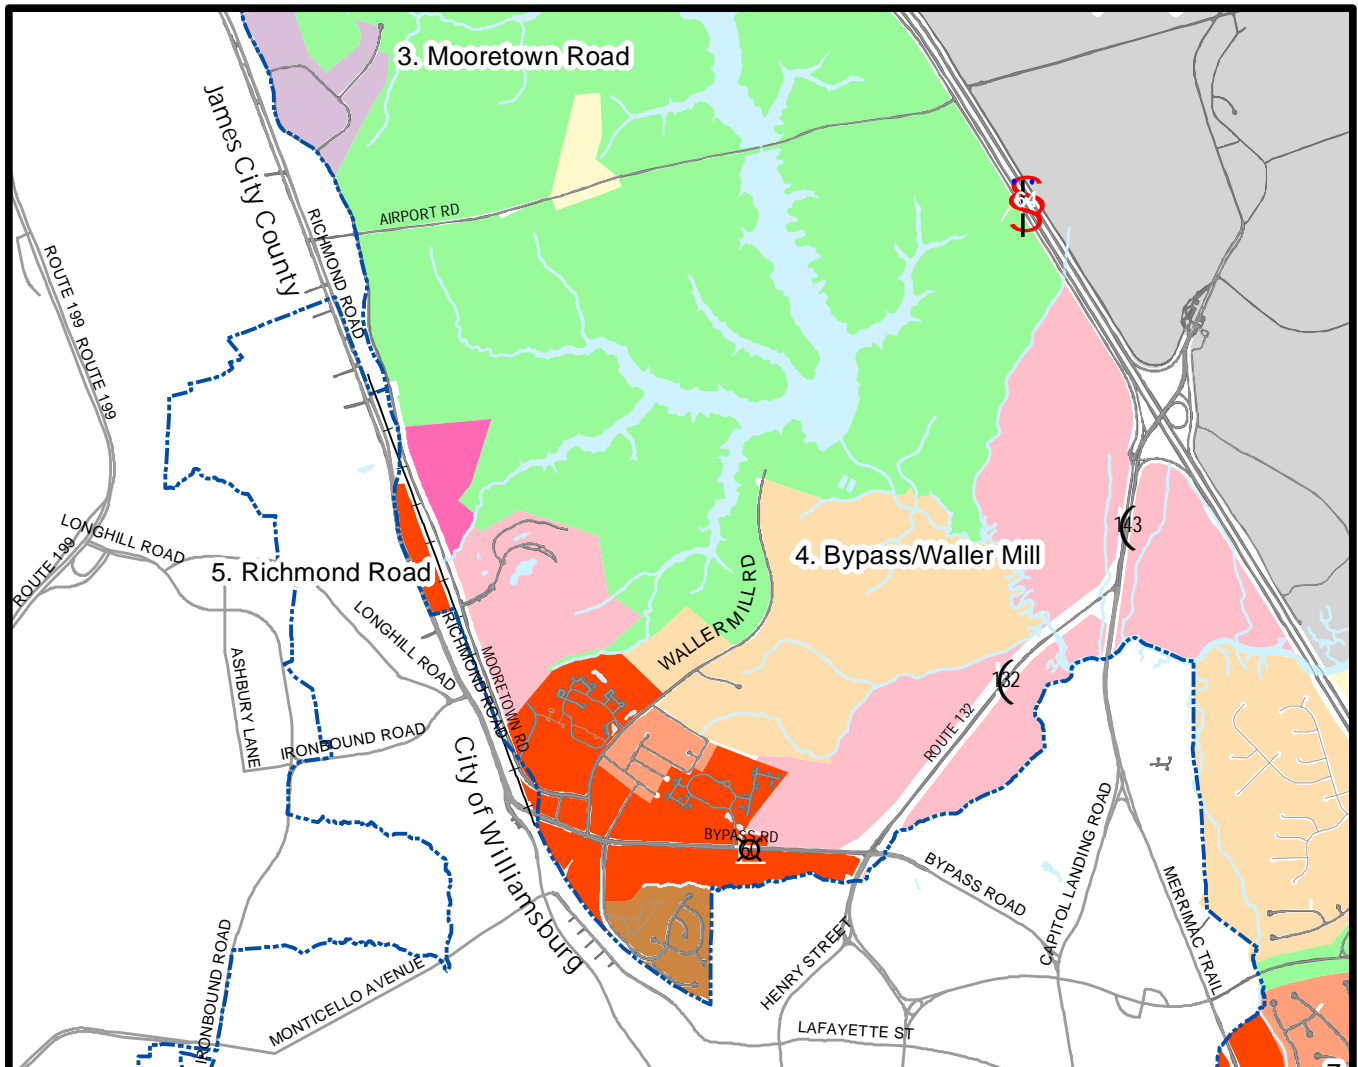 3. Mooretown Road
James City County
AIRPORT RD
RICHMOND ROAD
64
ROUTE 199
ROUTE 199
143
LONGHILL ROAD
ROUTE 199
5. Richmond Road
4. Bypass/Waller Mill
WALLER MILL RD
LONGHILL ROAD
RICHMOND ROAD
MOORETOWN RD
ASHBURY LANE
IRONBOUND ROAD
132
ROUTE 132
City of Williamsburg
BYPASS RD
60
BYPASS ROAD
CAPITOL LANDING ROAD
MERRIMAC TRAIL
IRONBOUND ROAD
MONTICELLO AVENUE
HENRY STREET
LAFAYETTE ST